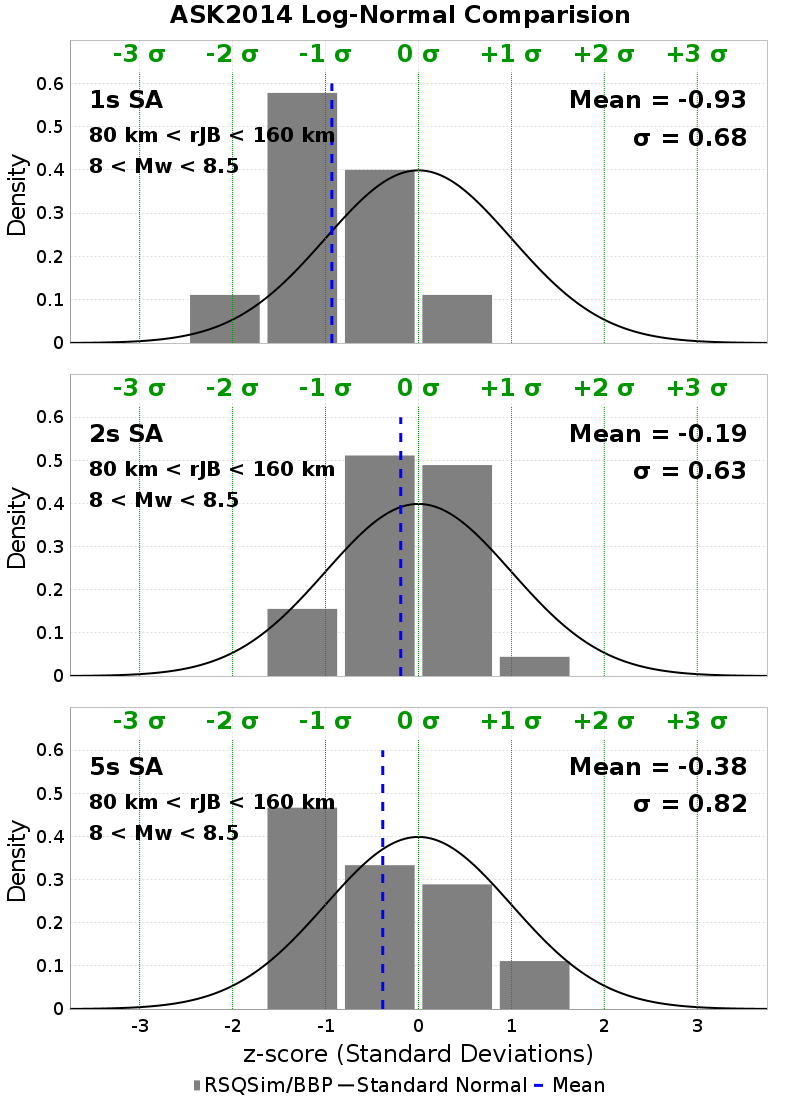 ASK2014 Log-Normal Comparision
-3 σ -2 σ -1 σ 0 σ +1 σ +2 σ +3 σ
1s SA Mean = -0.93
80 km < rJB < 160 km σ = 0.68
8 < Mw < 8.5
Density
0.6
0.5
0.4
0.3
0.2
0.1
0
-3 σ -2 σ -1 σ 0 σ +1 σ +2 σ +3 σ
2s SA Mean = -0.19
80 km < rJB < 160 km σ = 0.63
8 < Mw < 8.5
Density
0.6
0.5
0.4
0.3
0.2
0.1
0
-3 σ -2 σ -1 σ 0 σ +1 σ +2 σ +3 σ
5s SA Mean = -0.38
80 km < rJB < 160 km σ = 0.82
8 < Mw < 8.5
Density
0.6
0.5
0.4
0.3
0.2
0.1
0
-3 -2 -1 0 1 2 3
z-score (Standard Deviations)
RSQSim/BBP Standard Normal Mean